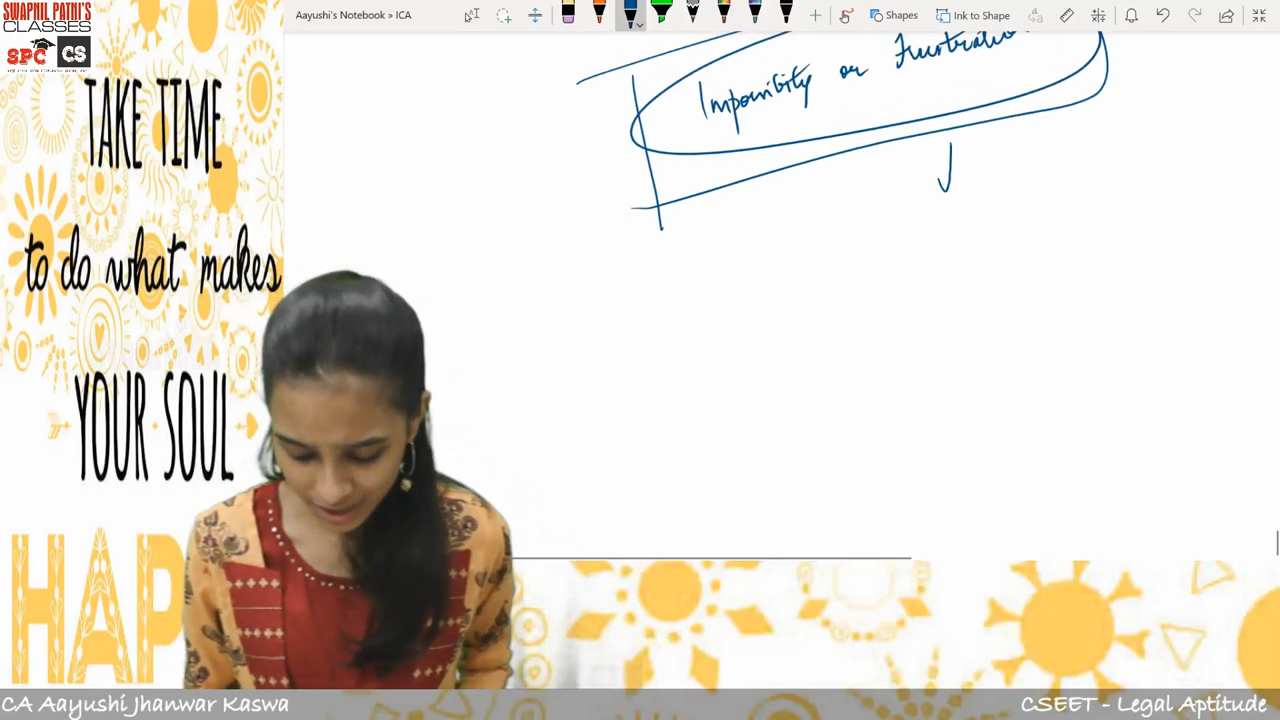 SWAPNIL PATNI'S
CLASSES
SPC CS
Aayushi's Notebook » ICA
Shapes
Ink to Shape
TAKE TIME
to do what makes
YOUR SOUL
HAP
Impossibility or Frustratio
CA Aayushi Jhanwar Kaswa
CSEET - Legal Aptitude